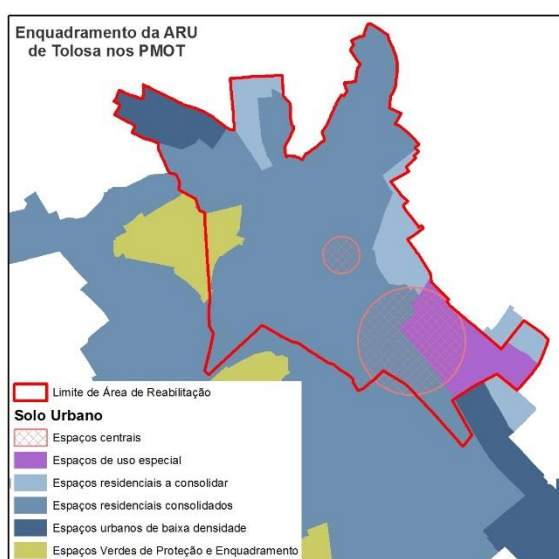 Enquadramento da ARU
de Tolosa nos PMOT
Limite de Área de Reabilitação
Solo Urbano
Espaços centrais
Espaços de uso especial
Espaços residenciais a consolidar
Espaços residenciais consolidados
Espaços urbanos de baixa densidade
Espaços Verdes de Proteção e Enquadramento